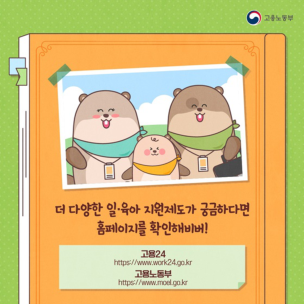 고용노동부
더 다양한 일·육아 지원제도가 궁금하다면
홈페이지를 확인해비버!
고용24
https://www.work24.go.kr
고용노동부
https://www.moel.go.kr